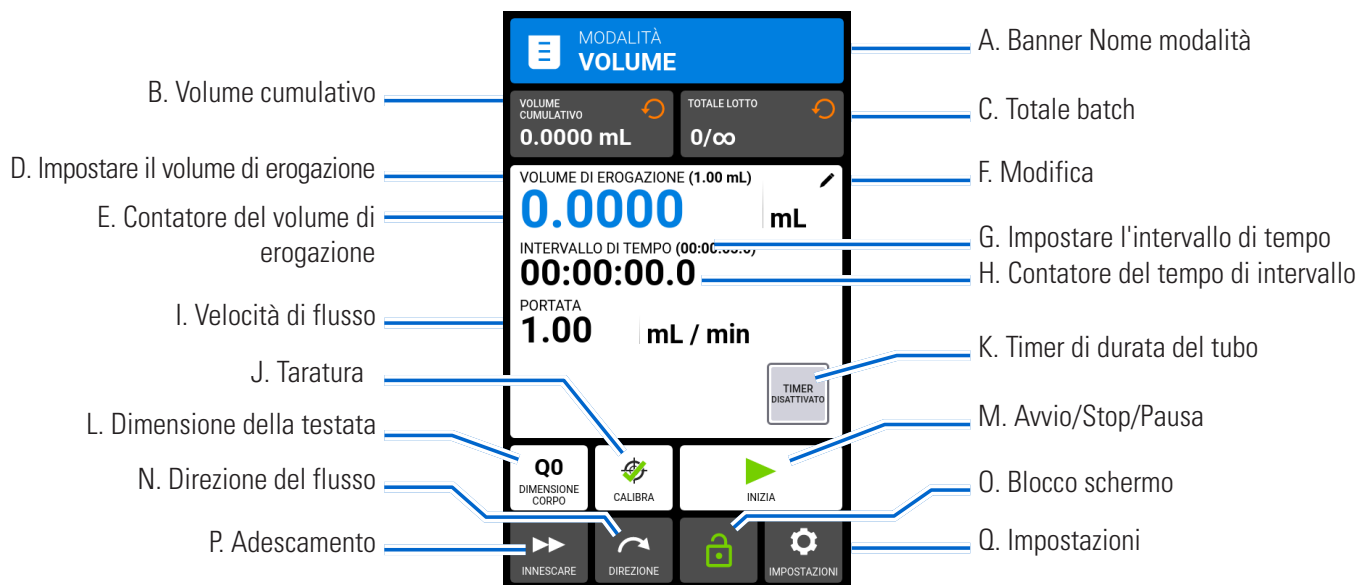 MODALITÀ
VOLUME
A. Banner Nome modalità
B. Volume cumulativo
VOLUME
CUMULATIVO
0.0000 mL
TOTALE LOTTO
0/∞
C. Totale batch
D. Impostare il volume di erogazione
VOLUME DI EROGAZIONE (1.00 mL)
F. Modifica
E. Contatore del volume di
erogazione
0.0000 mL
INTERVALLO DI TEMPO (00:00:05.0)
G. Impostare l'intervallo di tempo
00:00:00.0
H. Contatore del tempo di intervallo
I. Velocità di flusso
PORTATA
1.00 mL / min
J. Taratura
K. Timer di durata del tubo
TIMER
DISATTIVATO
L. Dimensione della testata
M. Avvio/Stop/Pausa
Q0
DIMENSIONE
CORPO
CALIBRA
INIZIA
N. Direzione del flusso
O. Blocco schermo
P. Adescamento
Q. Impostazioni
INNESCARE
DIREZIONE
IMPOSTAZIONI